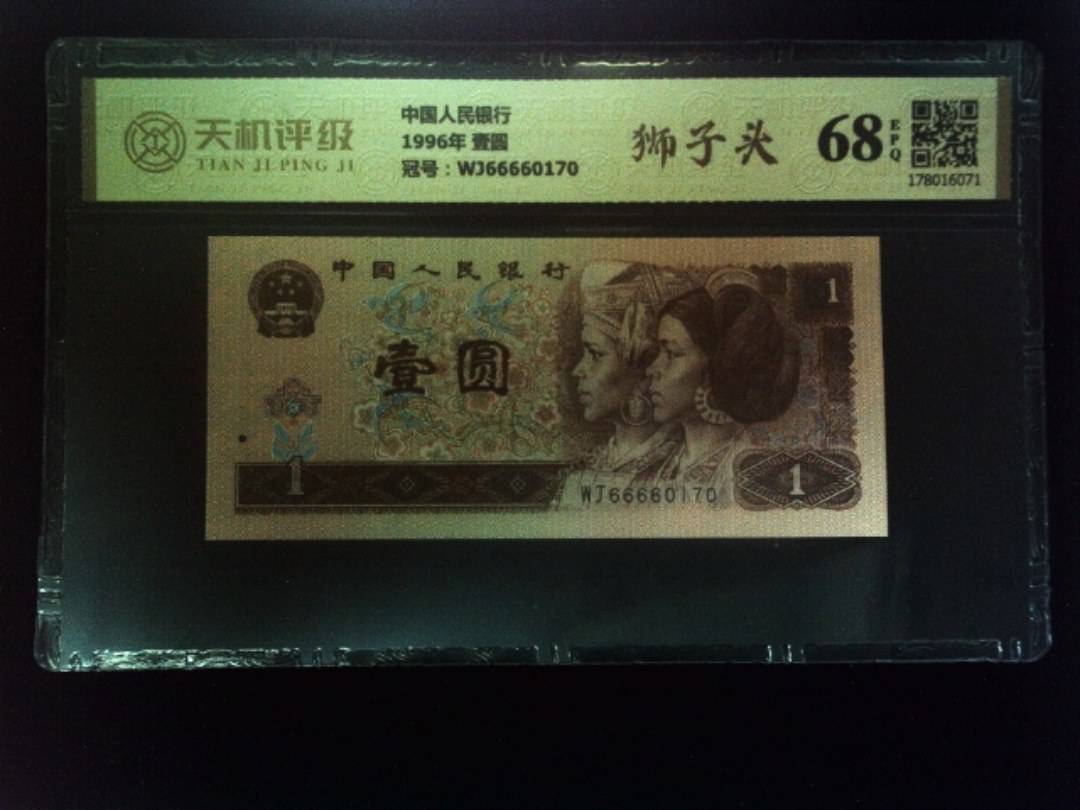 天机评级
TIAN JI PING JI
中国人民银行
1996年 壹圆
冠号：WJ66660170
狮子头
68
EPQ
178016071
中国人民银行
壹圆
1
1
WJ66660170
1